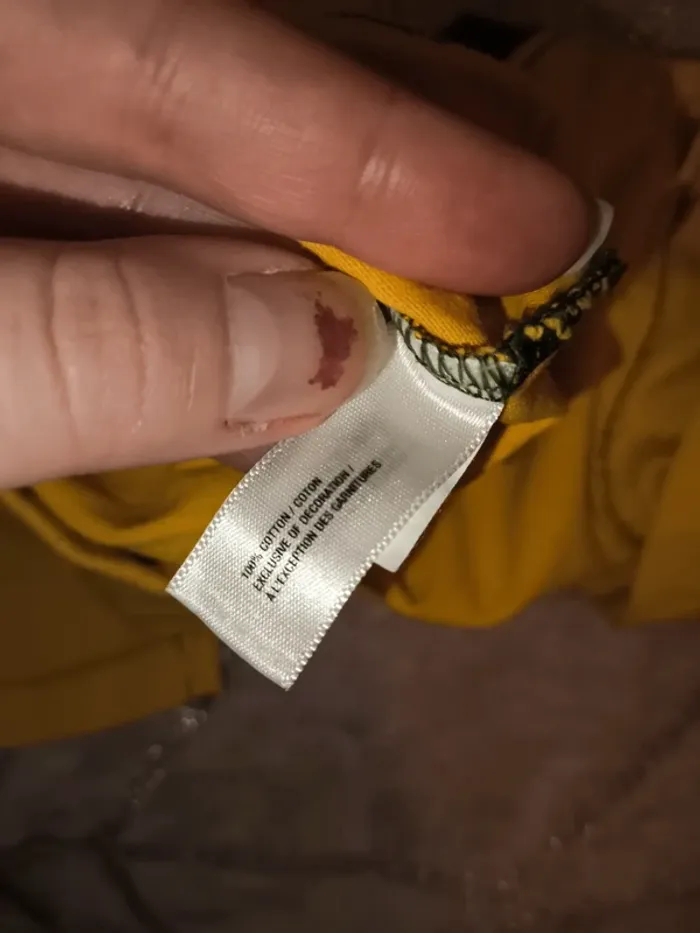 100% COTTON / COTON
EXCLUSIVE OF DECORATION /
À L'EXCEPTION DES GARNITURES